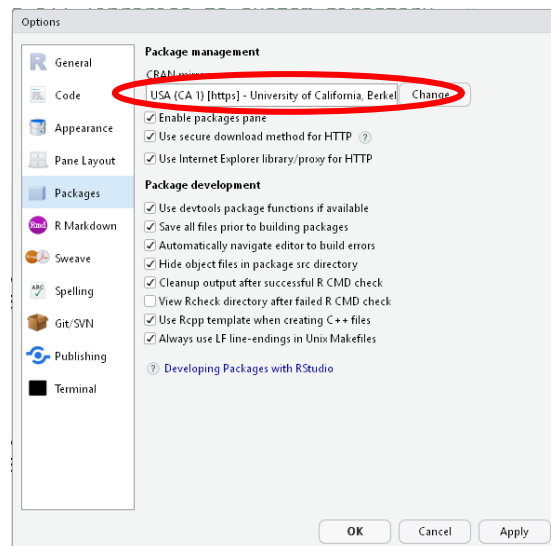 Options
General
Code
Appearance
Pane Layout
Packages
Rmd R Markdown
Sweave
ABC Spelling
Git/SVN
Publishing
Terminal
Package management
CRAN mirror
USA (CA 1) [https] - University of California, Berkel Change...
Enable packages pane
Use secure download method for HTTP ?
Use Internet Explorer library/proxy for HTTP
Package development
Use devtools package functions if available
Save all files prior to building packages
Automatically navigate editor to build errors
Hide object files in package src directory
Cleanup output after successful R CMD check
View Rcheck directory after failed R CMD check
Use Rcpp template when creating C++ files
Always use LF line-endings in Unix Makefiles
? Developing Packages with RStudio
OK Cancel Apply